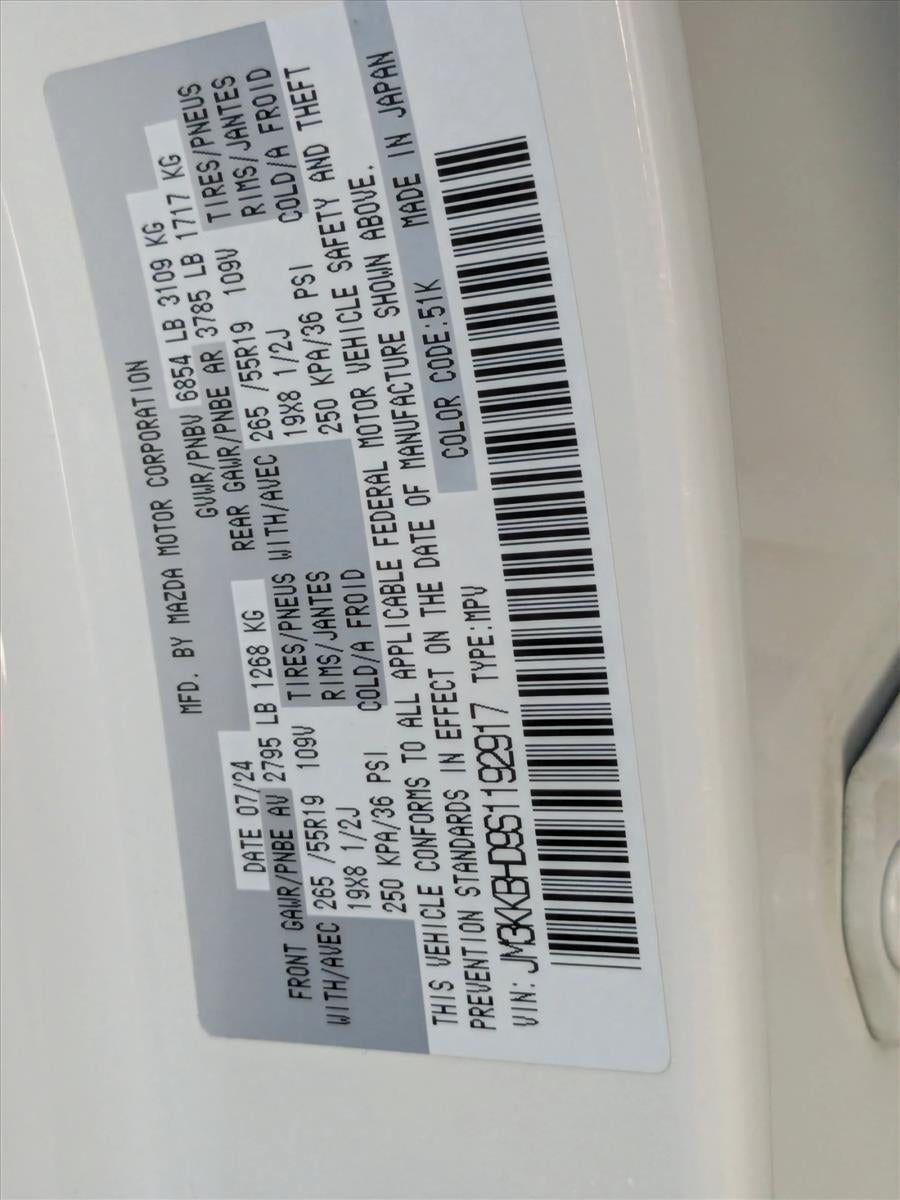 MFD. BY MAZDA MOTOR CORPORATION
DATE 07/24 GVWR/PNBV 6854 LB 3109 KG
FRONT GAWR/PNBE AV 2795 LB 1268 KG REAR GAWR/PNBE AR 3785 LB 1717 KG
WITH/AVEC 265 /55R19 109V TIRES/PNEUS WITH/AVEC 265 /55R19 109V TIRES/PNEUS
19X8 1/2J RIMS/JANTES 19X8 1/2J RIMS/JANTES
250 KPA/36 PSI COLD/A FROID 250 KPA/36 PSI COLD/A FROID
THIS VEHICLE CONFORMS TO ALL APPLICABLE FEDERAL MOTOR VEHICLE SAFETY AND THEFT
PREVENTION STANDARDS IN EFFECT ON THE DATE OF MANUFACTURE SHOWN ABOVE.
VIN: JM3KKBHD9S1192917 TYPE:MPV COLOR CODE:51K MADE IN JAPAN